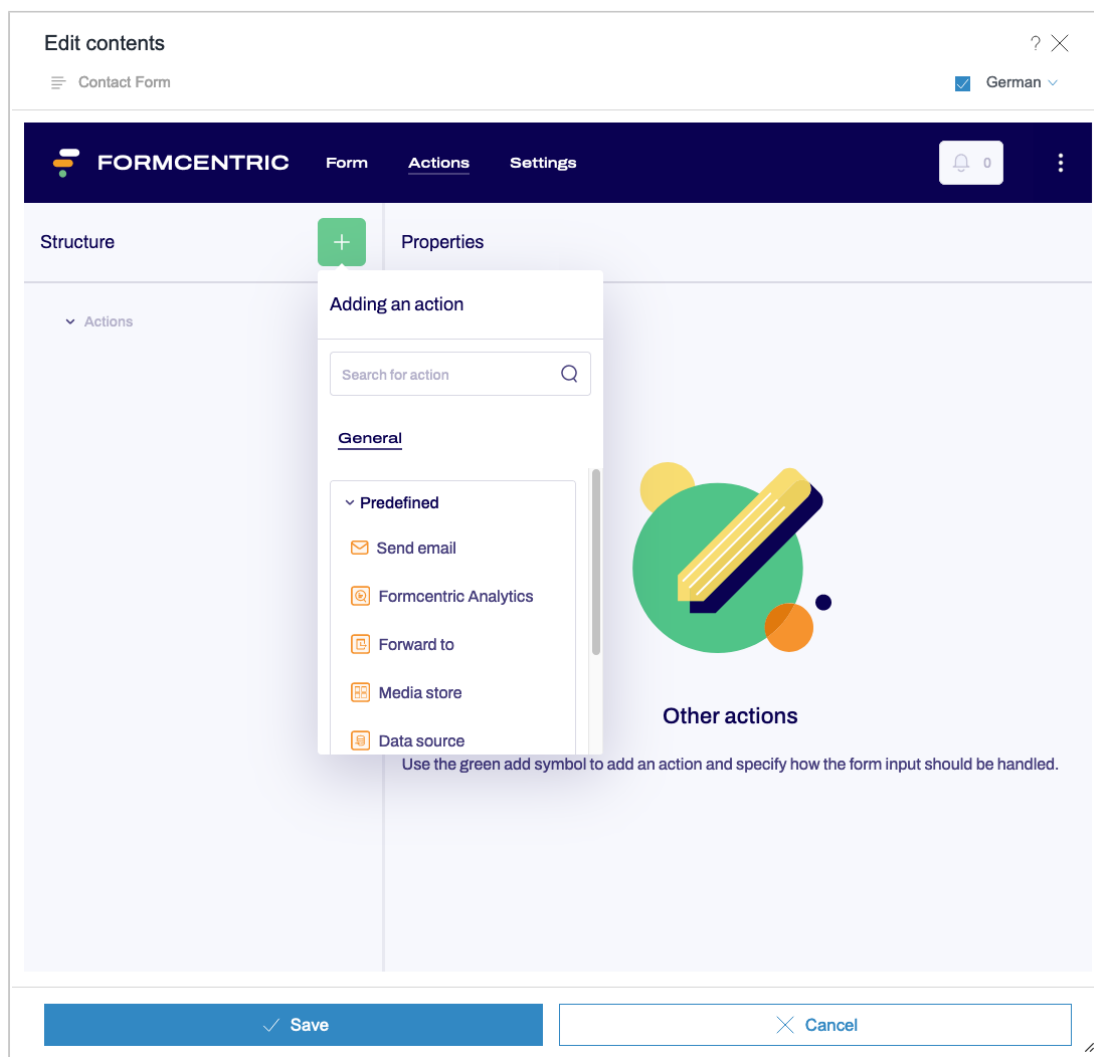 Edit contents
?
Contact Form
German
FORMCENTRIC Form Actions Settings
0
Structure
Properties
Adding an action
Actions
Search for action
General
Predefined
Send email
Formcentric Analytics
Forward to
Media store
Data source
Other actions
Use the green add symbol to add an action and specify how the form input should be handled.
Save
Cancel